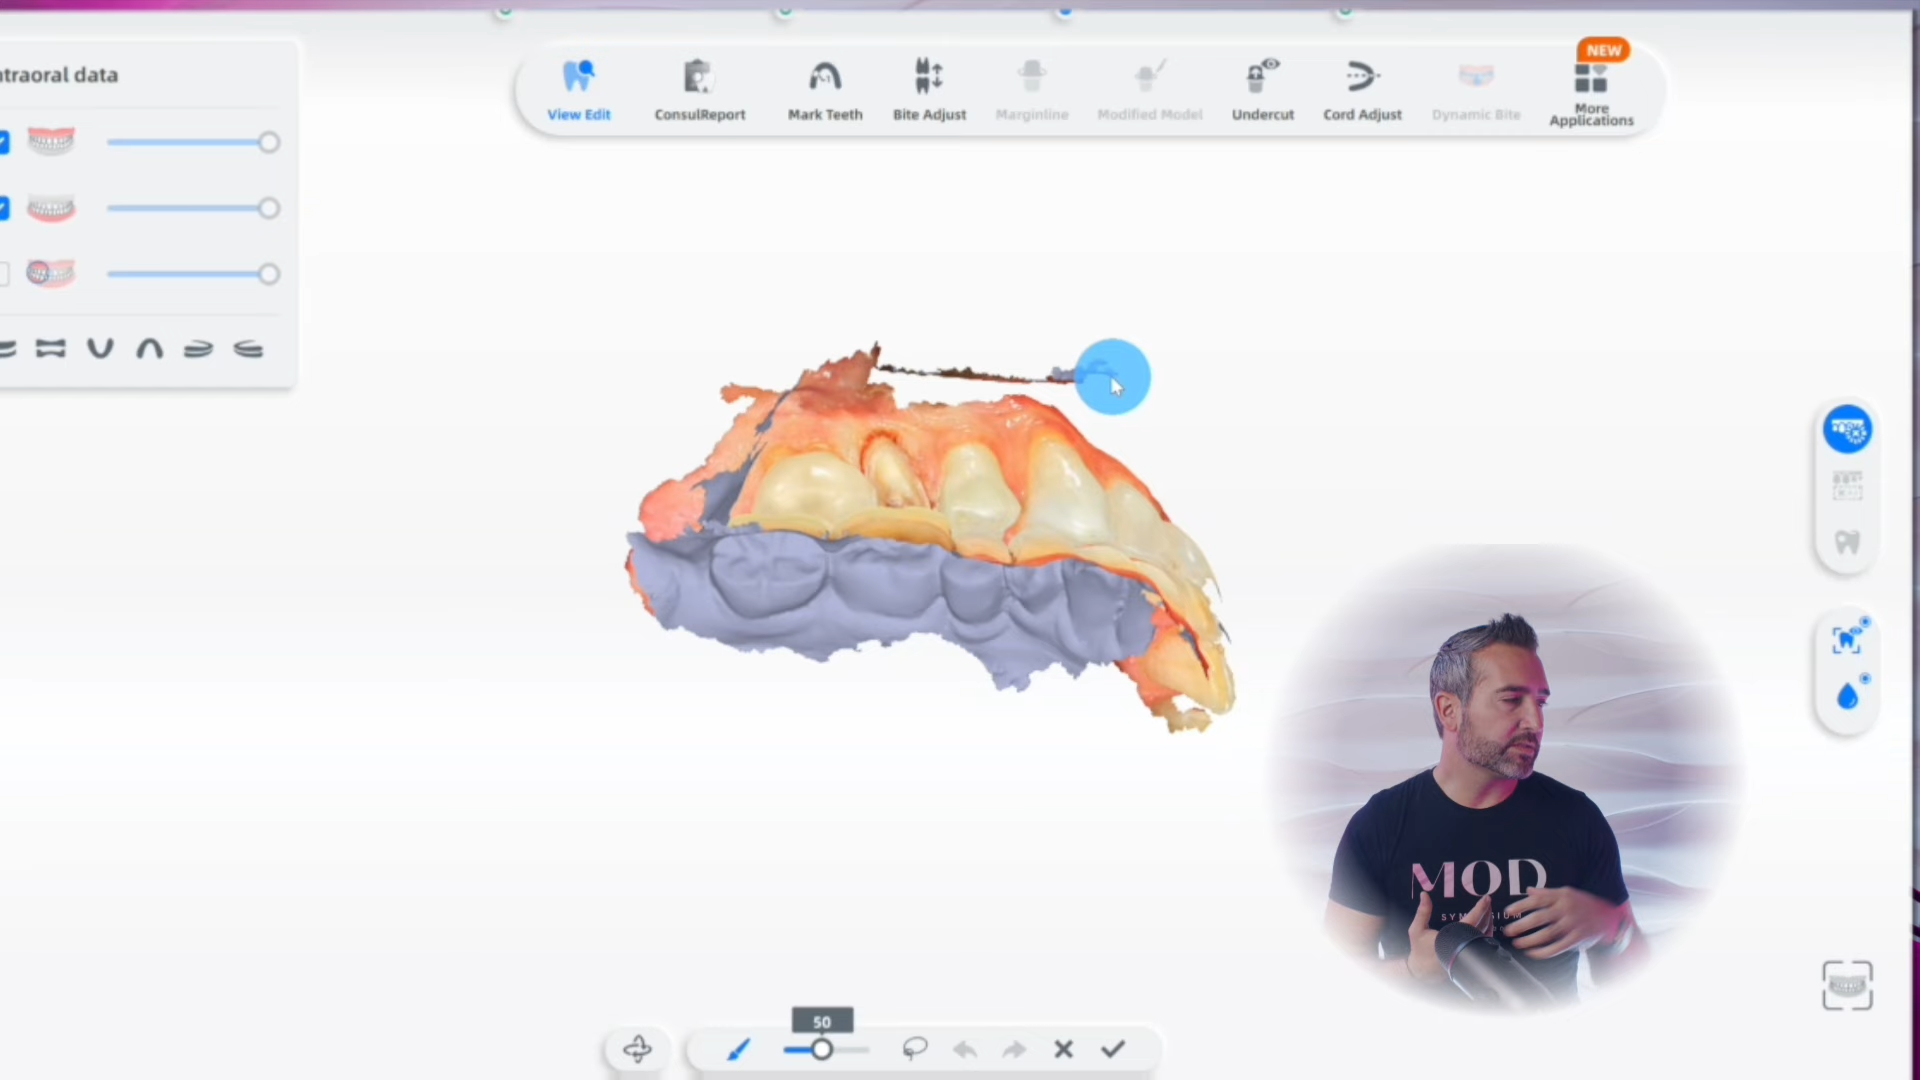 ntraoral data
NEW
View Edit
ConsulReport
Mark Teeth
Bite Adjust
Marginline
Modified Model
Undercut
Cord Adjust
Dynamic Bite
More
Applications
MOD
50